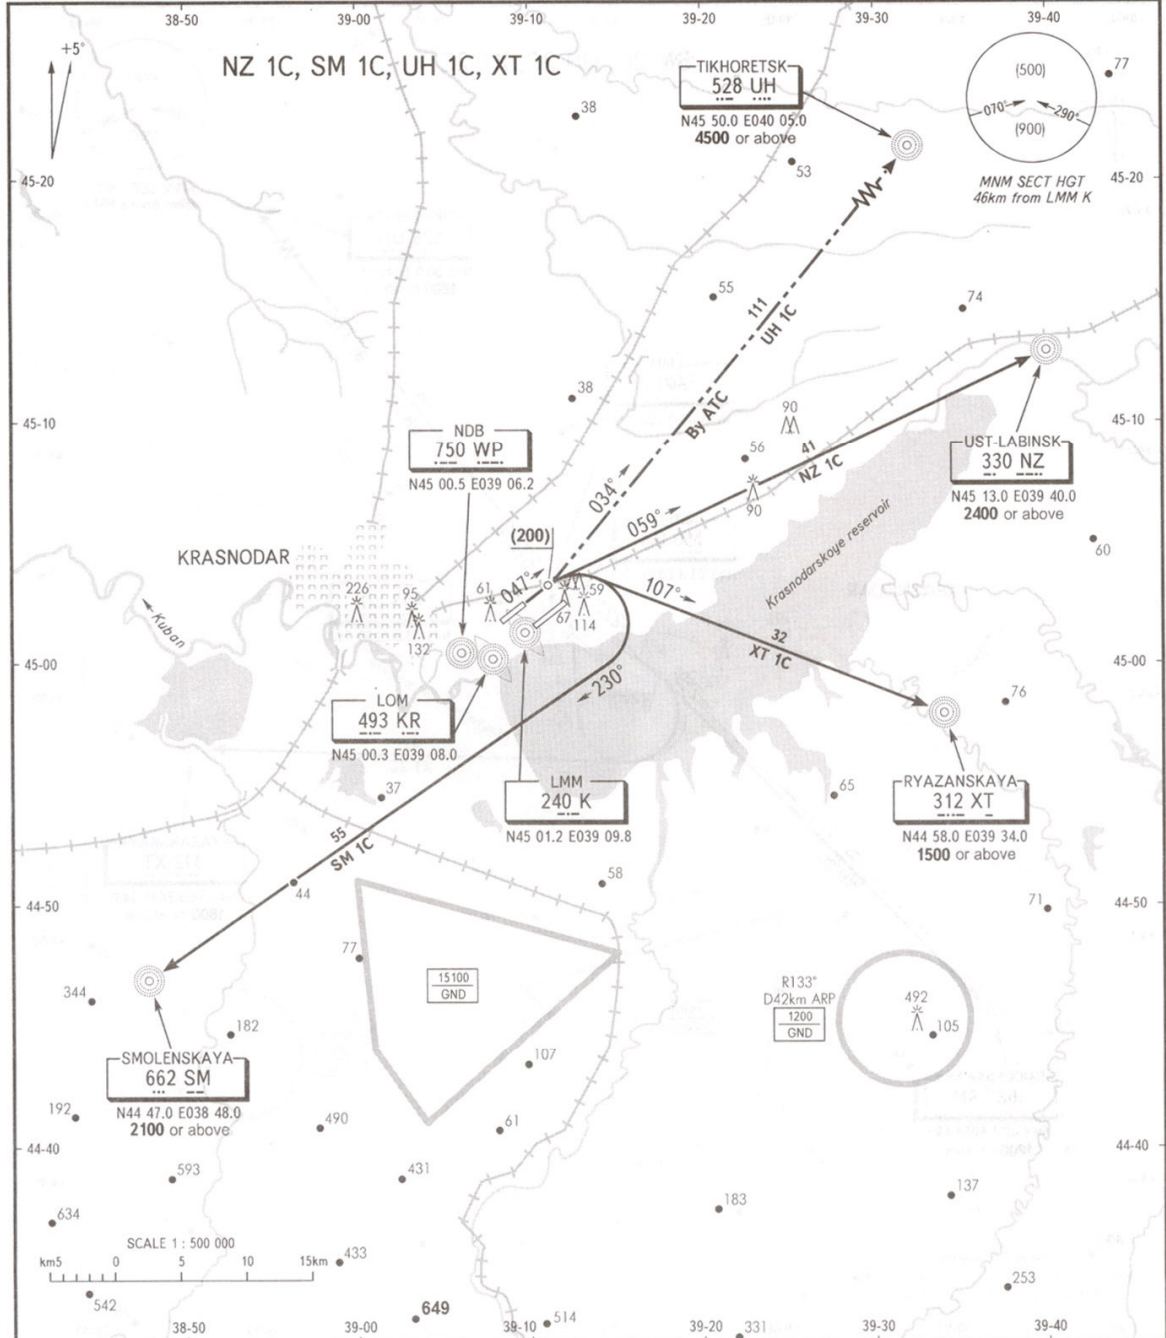 38-50 39-00 39-10 39-20 39-30 39-40
+5°
NZ 1C, SM 1C, UH 1C, XT 1C
TIKHORETSK
528 UH
N45 50.0 E040 05.0
4500 or above
(500)
070° 290°
(900)
MNM SECT HGT
46km from LMM K
77
38
53
45-20 45-20
55
74
111
UH 1C
By ATC
034°
38
45-10 45-10
90
56
41
NZ 1C
90
059°
NDB
750 WP
N45 00.5 E039 06.2
UST-LABINSK
330 NZ
N45 13.0 E039 40.0
2400 or above
60
Krasnodarskoye reservoir
(200)
KRASNODAR
047°
107°
226
95
132
61
59
67
114
Kuban
32
XT 1C
45-00 45-00
230°
76
LOM
493 KR
N45 00.3 E039 08.0
LMM
240 K
N45 01.2 E039 09.8
RYAZANSKAYA
312 XT
N44 58.0 E039 34.0
1500 or above
37
65
55
SM 1C
44
58
71
44-50 44-50
77
15100
GND
R133°
D42km ARP
1200
GND
492
105
344
182
SMOLENSKAYA
662 SM
N44 47.0 E038 48.0
2100 or above
107
192
490
61
44-40 44-40
593
431
137
183
634
SCALE 1 : 500 000
km5 0 5 10 15km
433
253
542
649
514
331
38-50 39-00 39-10 39-20 39-30 39-40